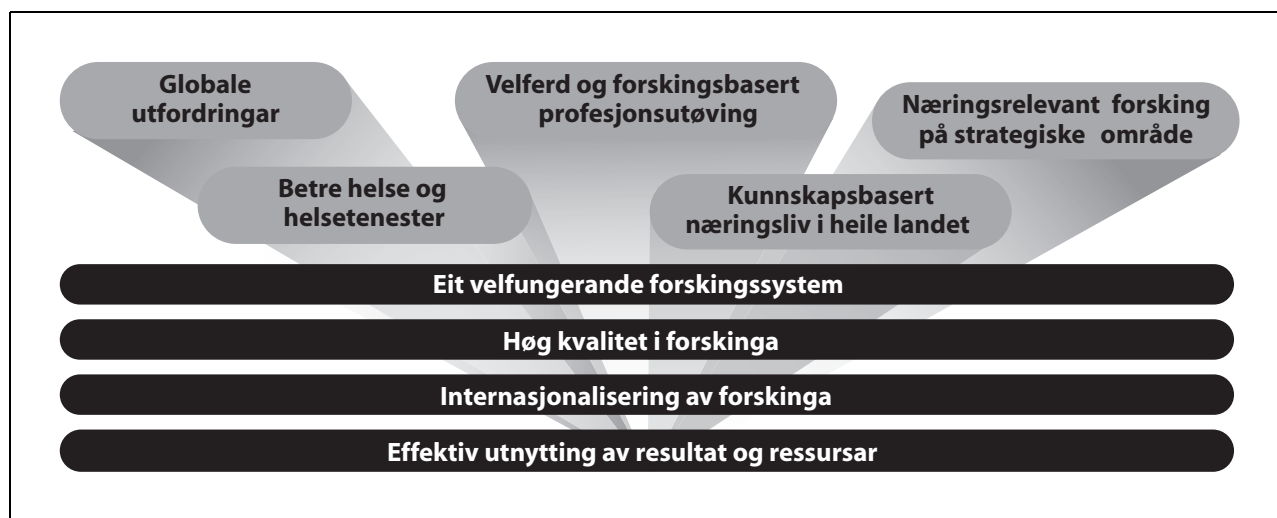 Globale
utfordringar
Velferd og forskingsbasert
profesjonsutøving
Næringsrelevant forsking
på strategiske område
Betre helse og
helsetenester
Kunnskapsbasert
næringsliv i heile landet
Eit velfungerande forskingssystem
Høg kvalitet i forskinga
Internasjonalisering av forskinga
Effektiv utnytting av resultat og ressursar